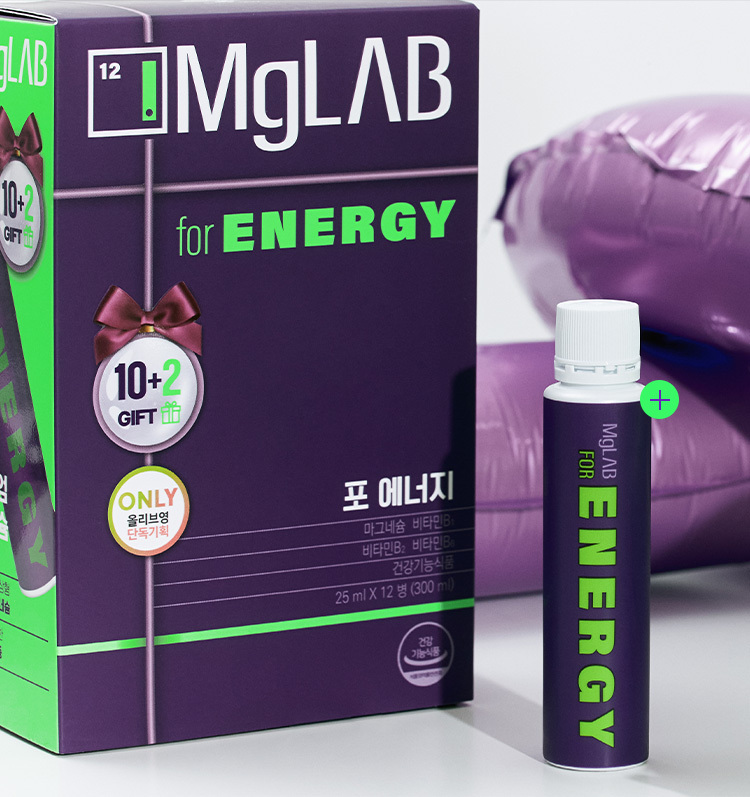 gLAB
10+2
GIFT
ENERGY
12
MgLAB
for ENERGY
10+2
GIFT
ONLY
올리브영
단독기획
포 에너지
마그네슘 비타민B₁
비타민B₂ 비타민B₆
건강기능식품
25 ml X 12 병 (300 ml)
건강
기능식품
MgLAB
FOR
ENERGY